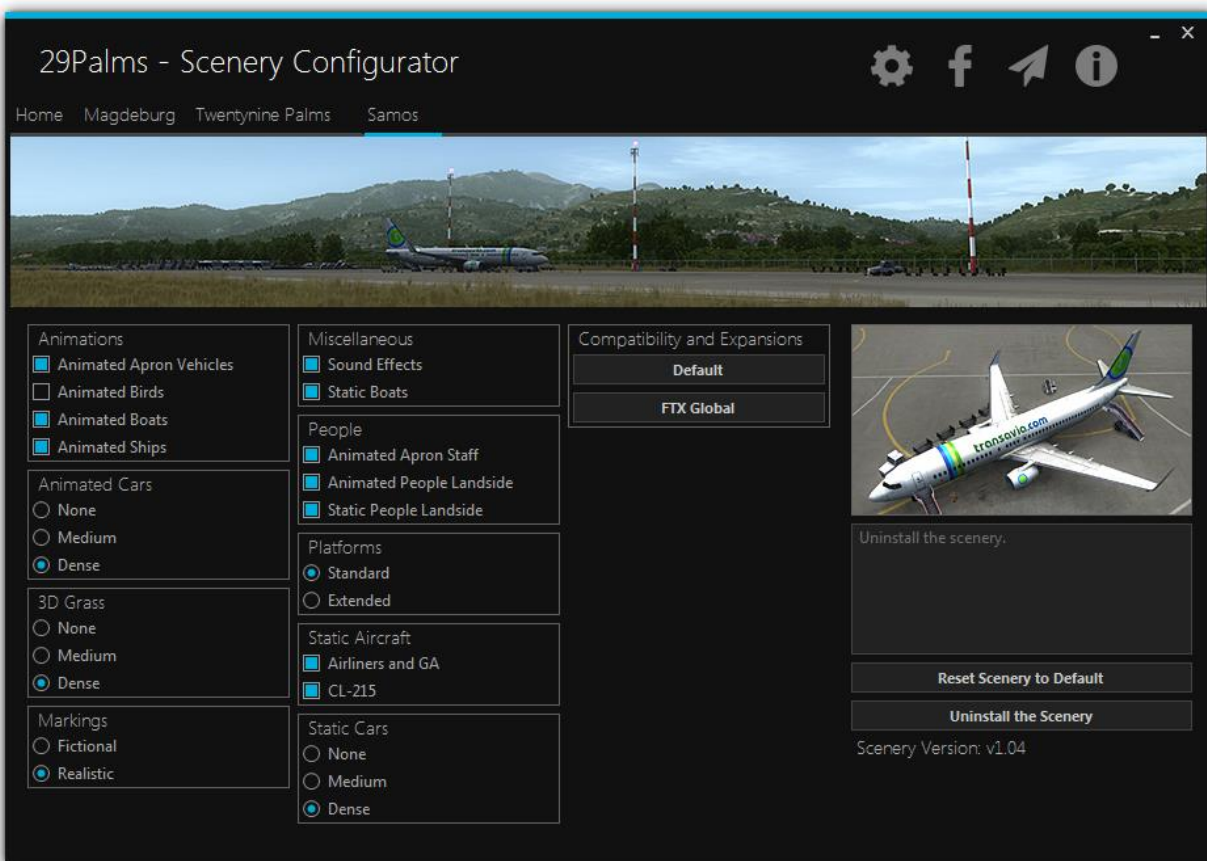 29Palms - Scenery Configurator
Home Magdeburg Twentynine Palms Samos
Animations
Animated Apron Vehicles
Animated Birds
Animated Boats
Animated Ships
Animated Cars
None
Medium
Dense
3D Grass
None
Medium
Dense
Markings
Fictional
Realistic
Miscellaneous
Sound Effects
Static Boats
People
Animated Apron Staff
Animated People Landside
Static People Landside
Platforms
Standard
Extended
Static Aircraft
Airliners and GA
CL-215
Static Cars
None
Medium
Dense
Compatibility and Expansions
Default
FTX Global
transavia.com
Uninstall the scenery.
Reset Scenery to Default
Uninstall the Scenery
Scenery Version: v1.04